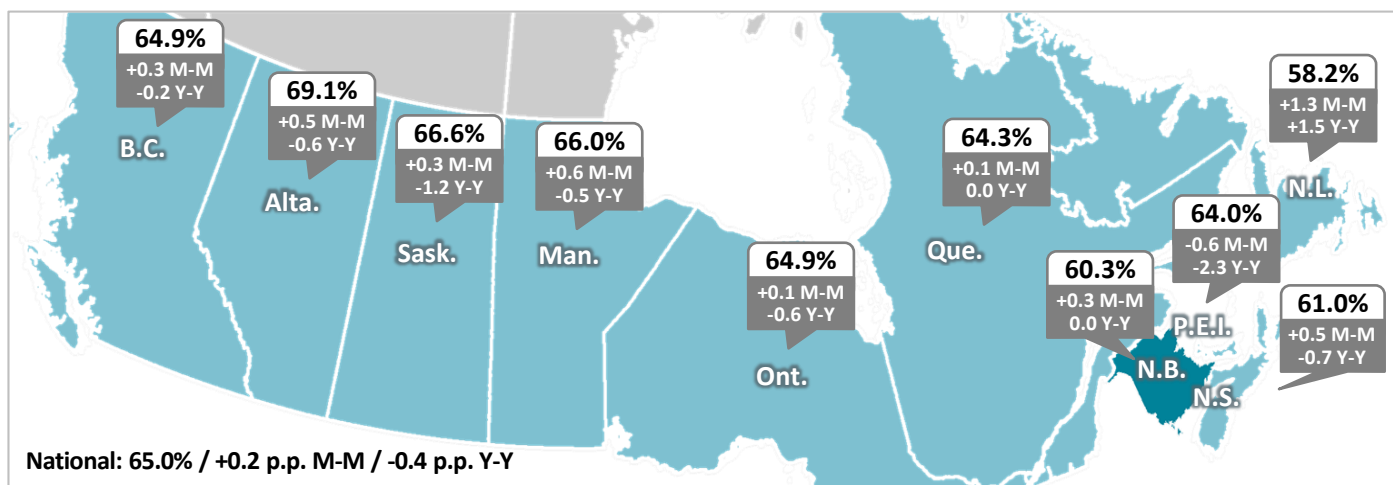 64.9%
+0.3 M-M
-0.2 Y-Y
B.C.
69.1%
+0.5 M-M
-0.6 Y-Y
Alta.
66.6%
+0.3 M-M
-1.2 Y-Y
Sask.
66.0%
+0.6 M-M
-0.5 Y-Y
Man.
64.9%
+0.1 M-M
-0.6 Y-Y
Ont.
64.3%
+0.1 M-M
0.0 Y-Y
Que.
58.2%
+1.3 M-M
+1.5 Y-Y
N.L.
64.0%
-0.6 M-M
-2.3 Y-Y
P.E.I.
60.3%
+0.3 M-M
0.0 Y-Y
N.B.
61.0%
+0.5 M-M
-0.7 Y-Y
N.S.
National: 65.0% / +0.2 p.p. M-M / -0.4 p.p. Y-Y